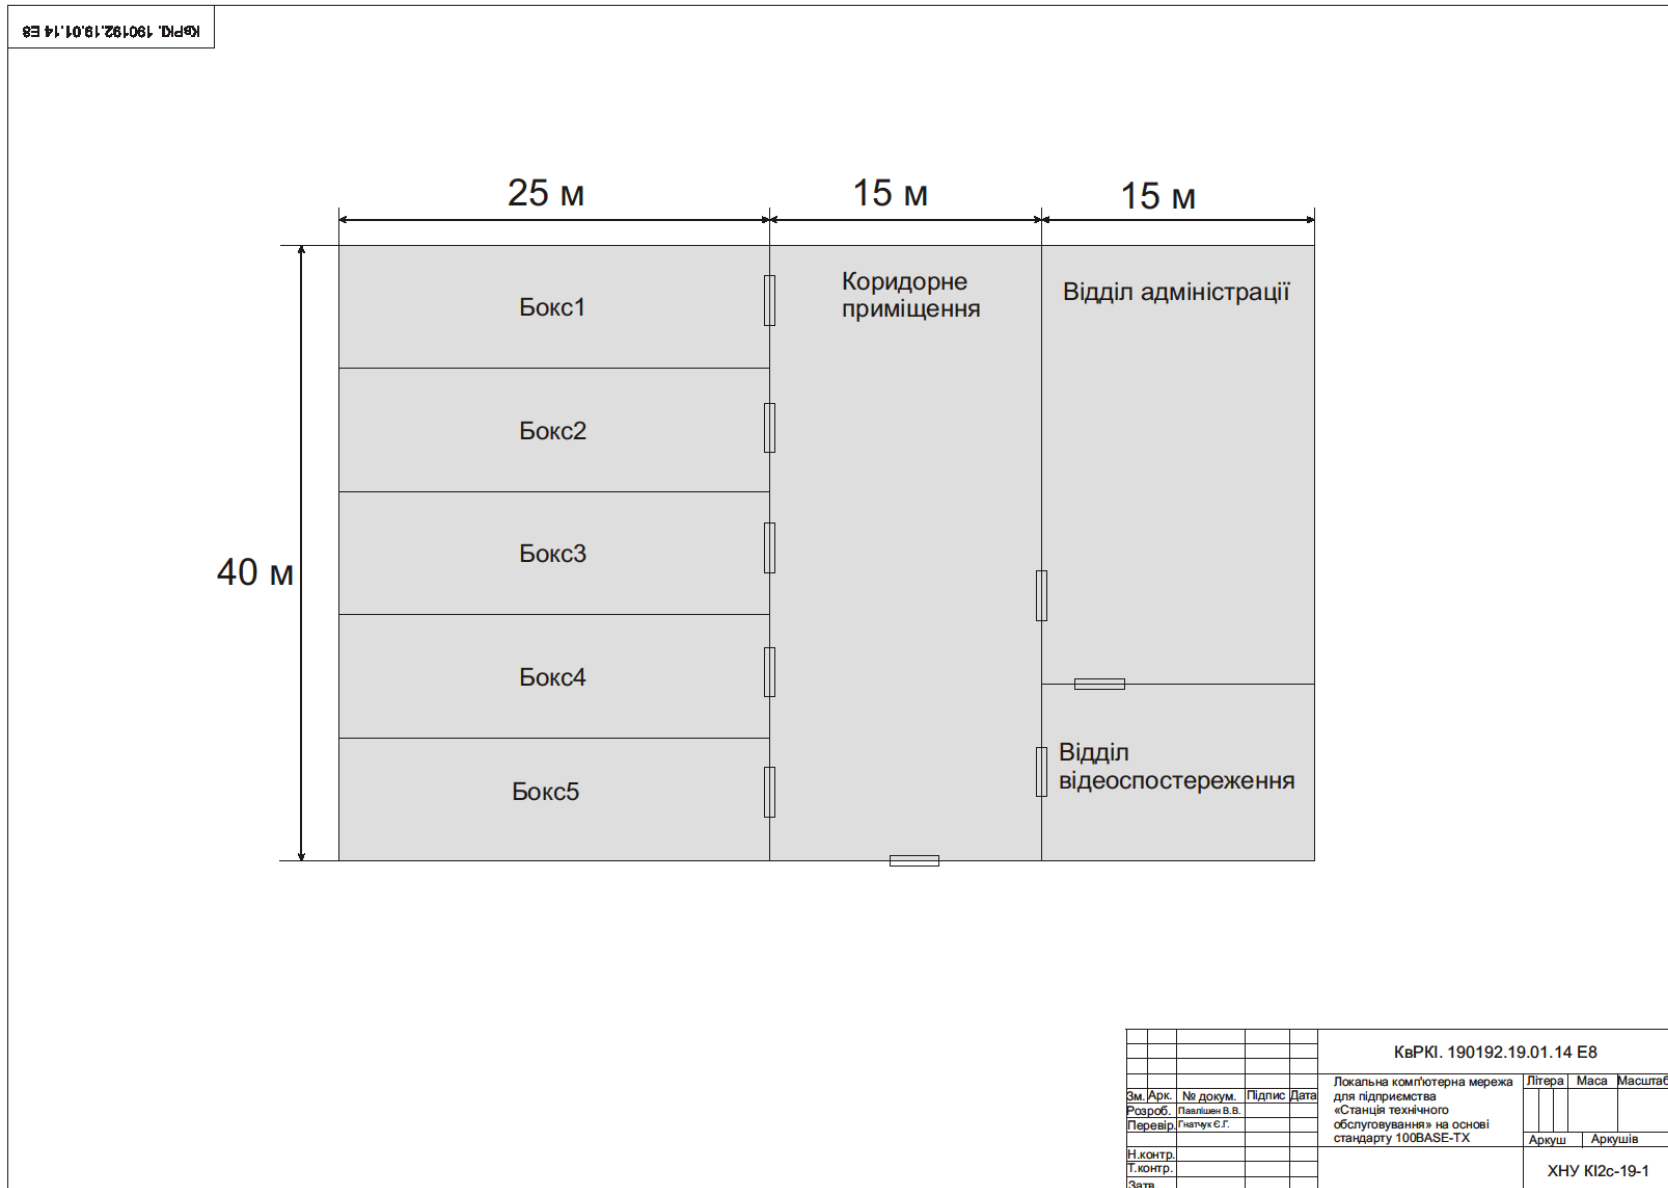 КвРКІ. 190192.19.01.14 Е8
25 м
15 м
15 м
40 м
Бокс1
Бокс2
Бокс3
Бокс4
Бокс5
Коридорне
приміщення
Відділ адміністрації
Відділ
відеоспостереження
КвРКІ. 190192.19.01.14 Е8
Локальна комп'ютерна мережа
для підприємства
«Станція технічного
обслуговування» на основі
стандарту 100BASE-TX
Літера Маса Масштаб
Зм. Арк. № докум. Підпис Дата
Розроб. Павлішен В.В.
Перевір. Гнатчук Є.Г.
Аркуш Аркушів
Н.контр.
Т.контр.
Затв.
ХНУ КІ2с-19-1